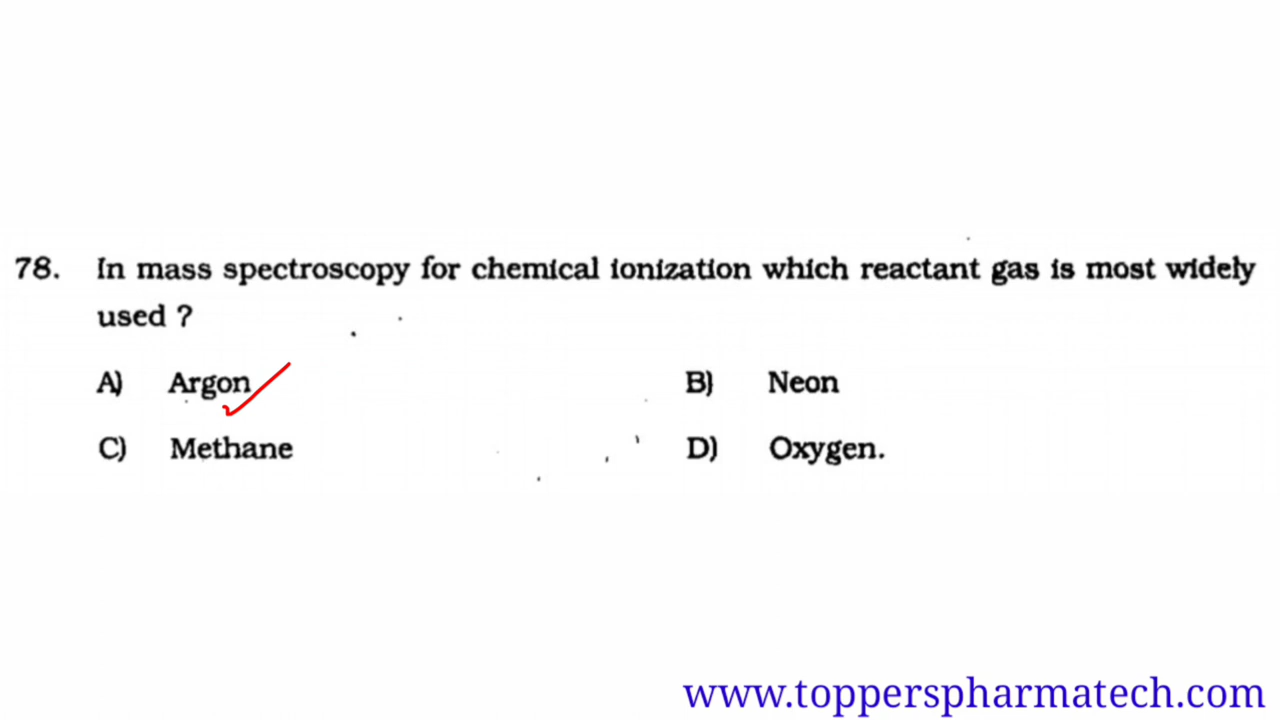 78. In mass spectroscopy for chemical ionization which reactant gas is most widely
used ?
A) Argon B) Neon
C) Methane D) Oxygen.
www.topperspharmatech.com